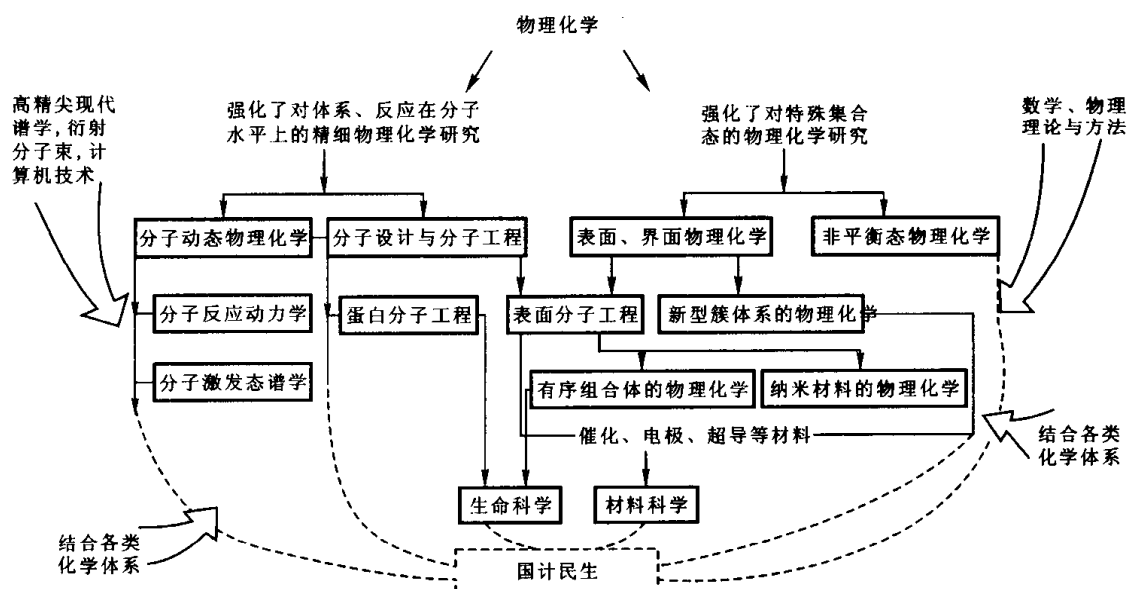 物理化学
高精尖现代
谱学,衍射
分子束,计
算机技术
强化了对体系、反应在分子
水平上的精细物理化学研究
强化了对特殊集合
态的物理化学研究
数学、物理
理论与方法
分子动态物理化学
分子设计与分子工程
表面、界面物理化学
非平衡态物理化学
分子反应动力学
蛋白分子工程
表面分子工程
新型簇体系的物理化学
分子激发态谱学
有序组合体的物理化学
纳米材料的物理化学
催化、电极、超导等材料
结合各类
化学体系
生命科学
材料科学
结合各类
化学体系
国计民生